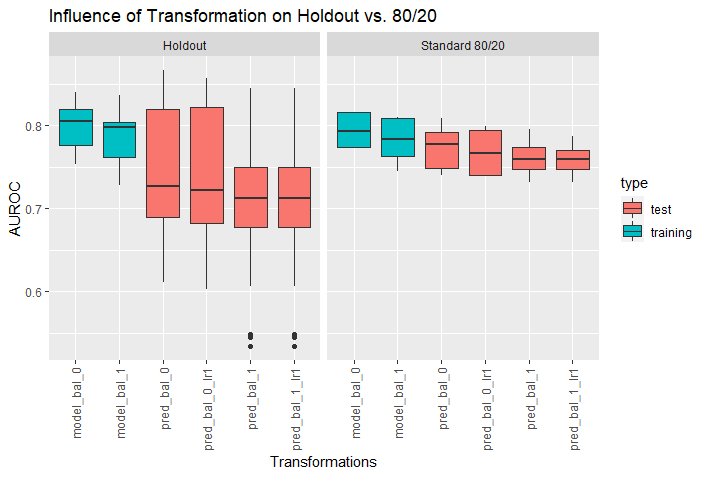 Influence of Transformation on Holdout vs. 80/20
Holdout
Standard 80/20
AUROC
0.8
0.7
0.6
model_bal_0
model_bal_1
pred_bal_0
pred_bal_0_lr1
pred_bal_1
pred_bal_1_lr1
model_bal_0
model_bal_1
pred_bal_0
pred_bal_0_lr1
pred_bal_1
pred_bal_1_lr1
Transformations
type
test
training